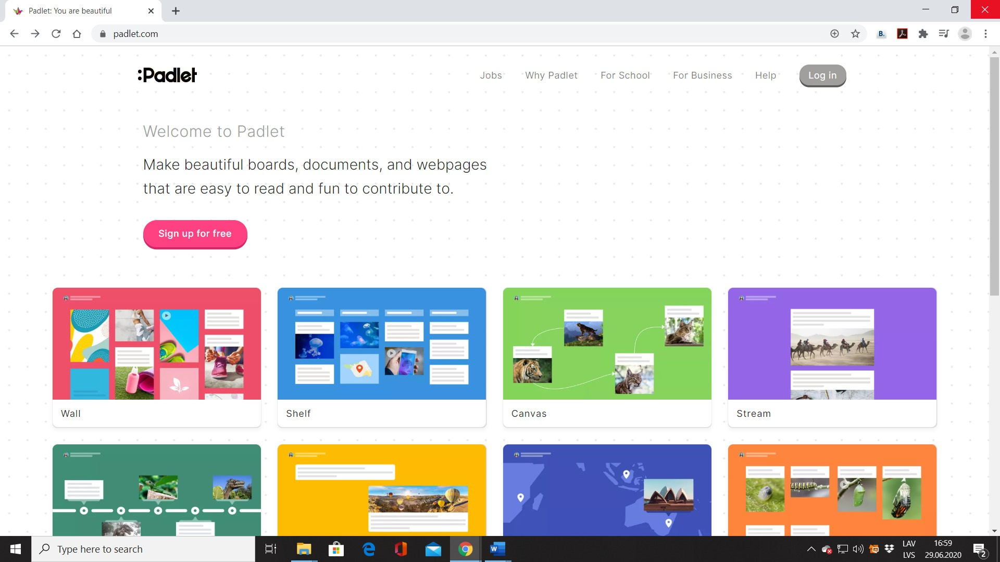 Padlet: You are beautiful
padlet.com
B.
:Padlet
Jobs
Why Padlet
For School
For Business
Help
Log in
Welcome to Padlet
Make beautiful boards, documents, and webpages
that are easy to read and fun to contribute to.
Sign up for free
Wall
Shelf
Canvas
Stream
Type here to search
W
LAV
LVS
16:59
29.06.2020
2